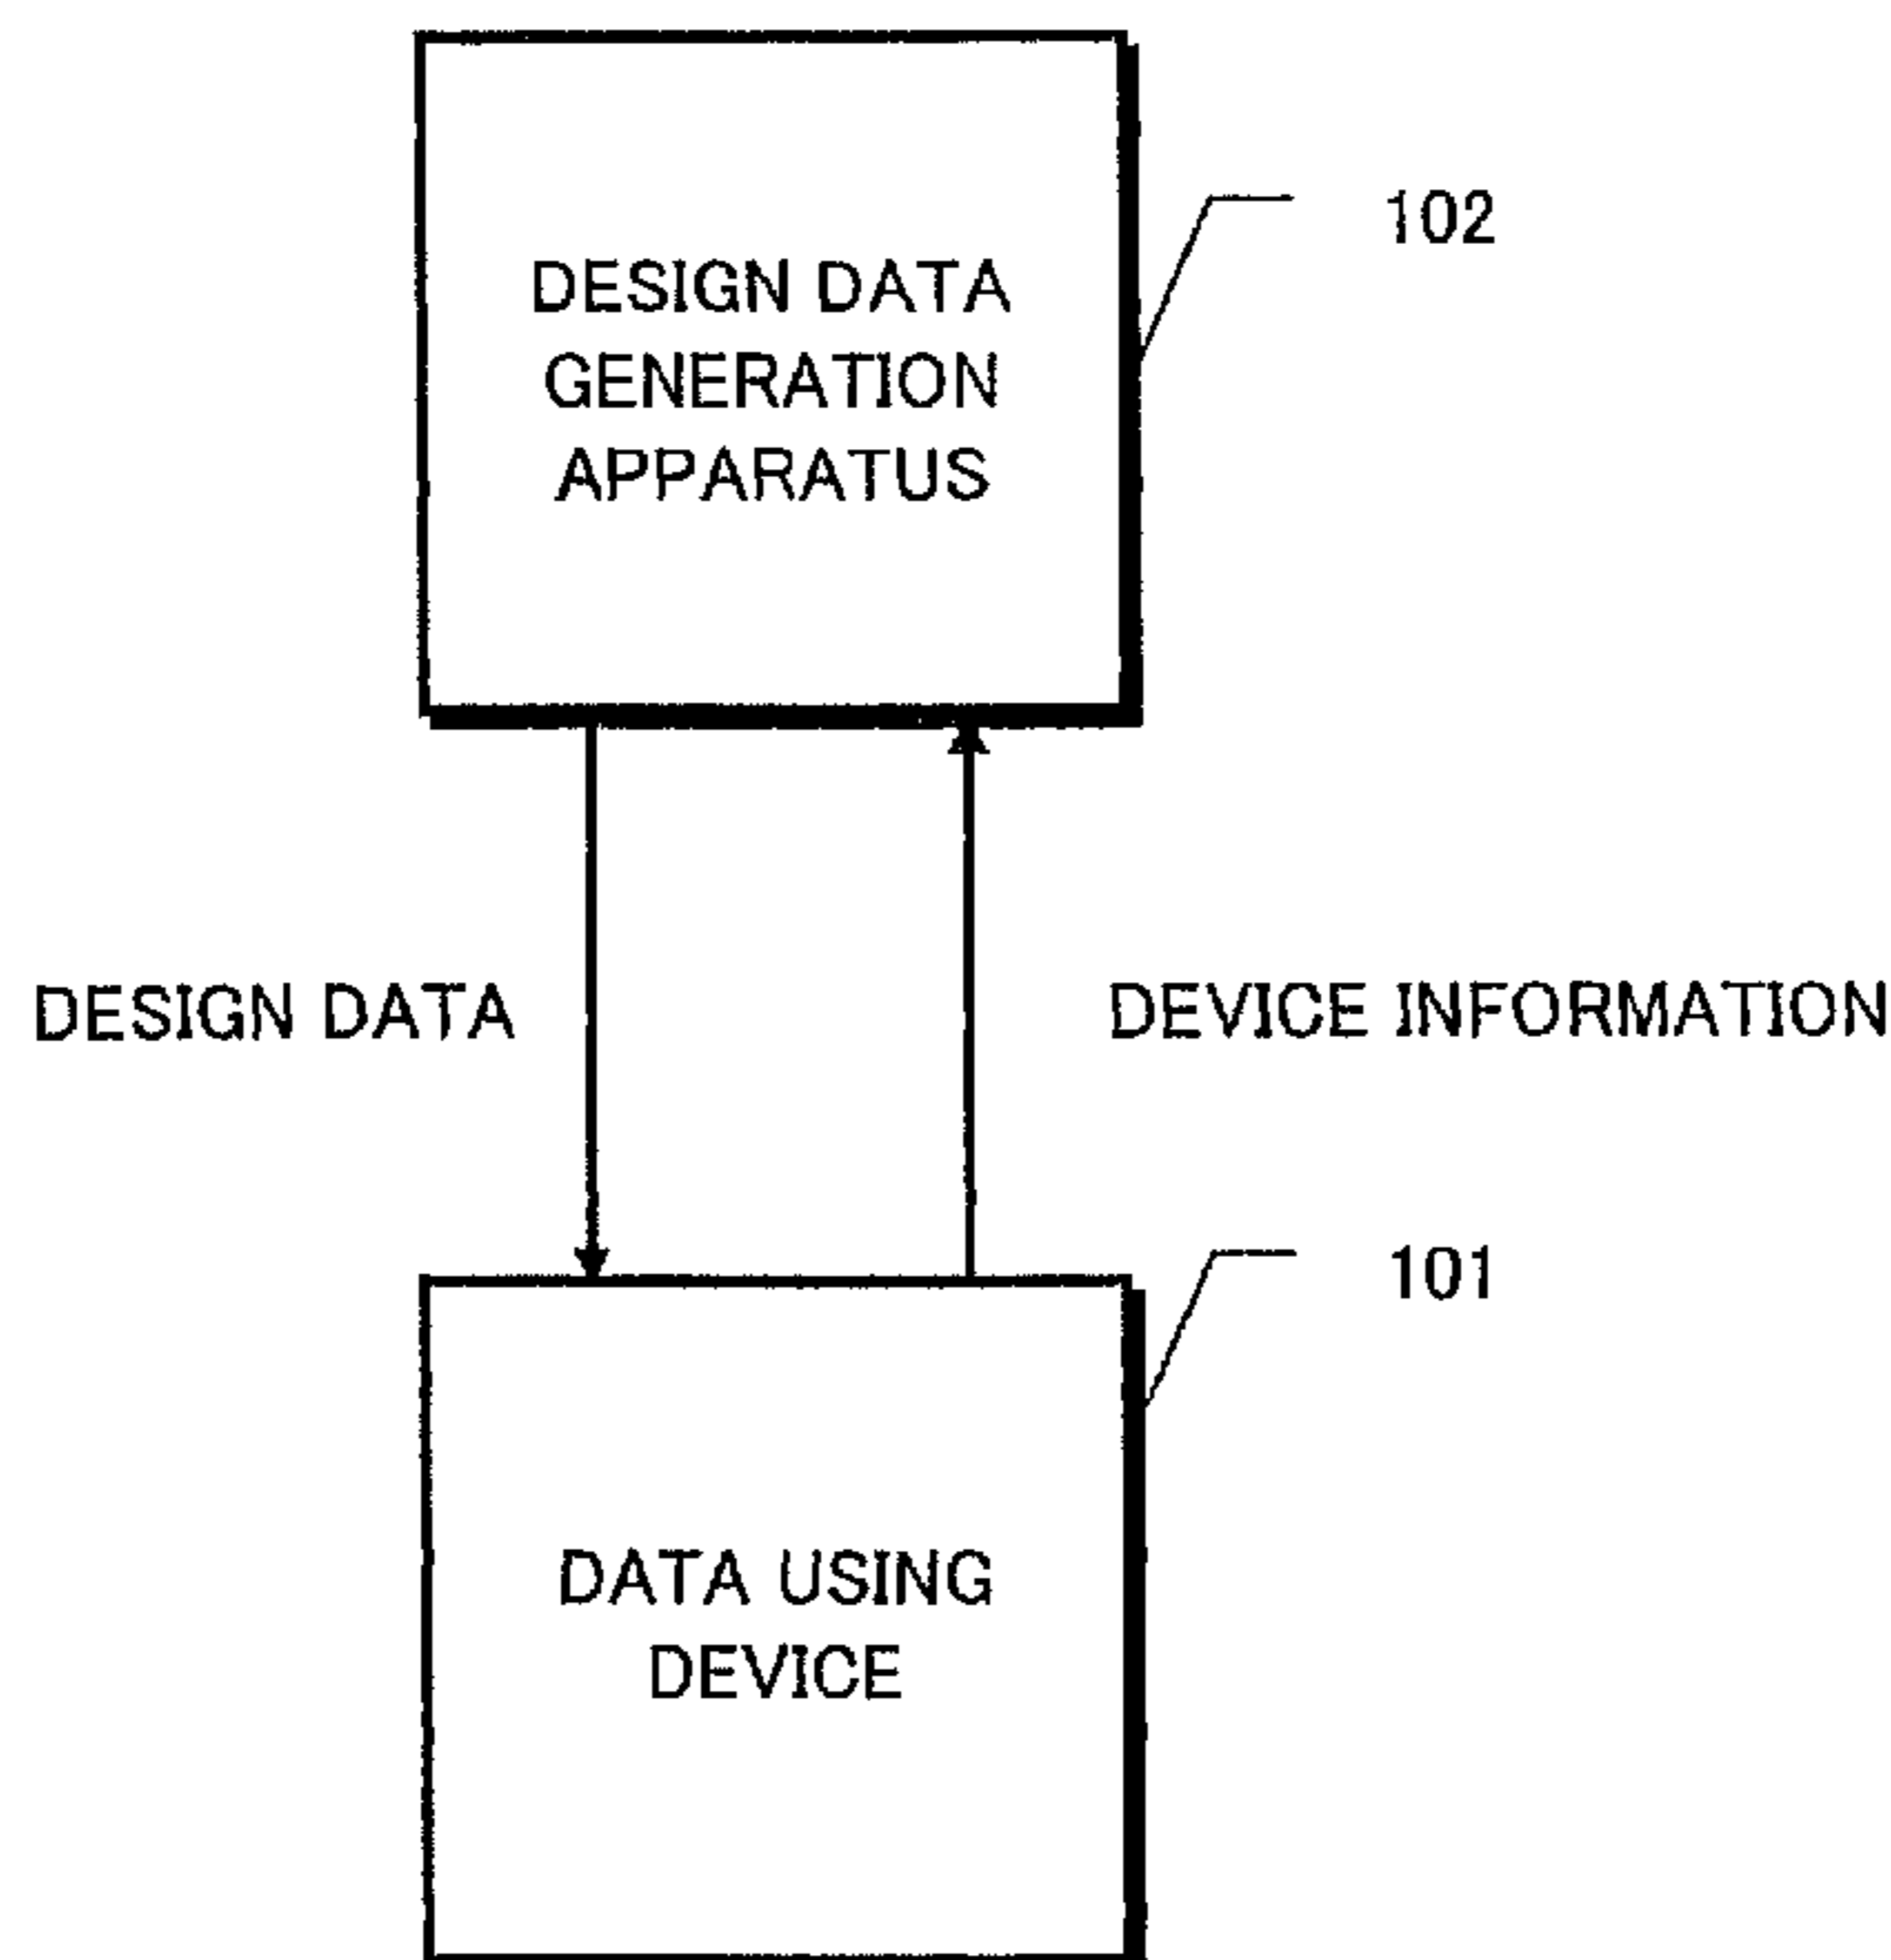 102
DESIGN DATA
GENERATION
APPARATUS
DESIGN DATA
DEVICE INFORMATION
101
DATA USING
DEVICE